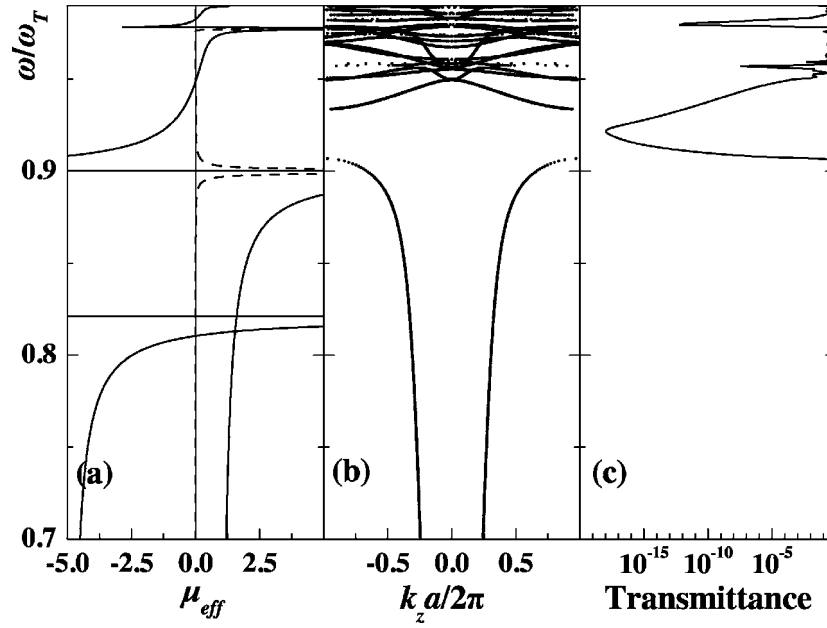 ω/ω_T
0.9
0.8
0.7
(a) (b) (c)
-5.0 -2.5 0.0 2.5 -0.5 0.0 0.5 10^-15 10^-10 10^-5
μ_eff k_z a/2π Transmittance